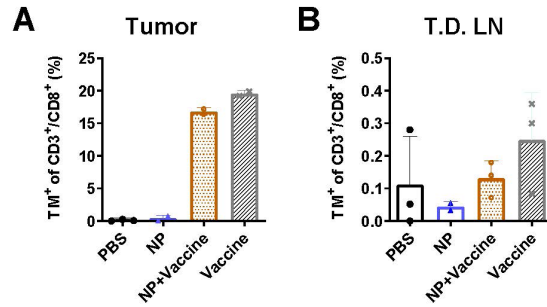 A
Tumor
TM⁺ of CD3⁺/CD8⁺ (%)
25
20
15
10
5
0
PBS
NP
NP+Vaccine
Vaccine
B
T.D. LN
TM⁺ of CD3⁺/CD8⁺ (%)
0.5
0.4
0.3
0.2
0.1
0.0
PBS
NP
NP+Vaccine
Vaccine